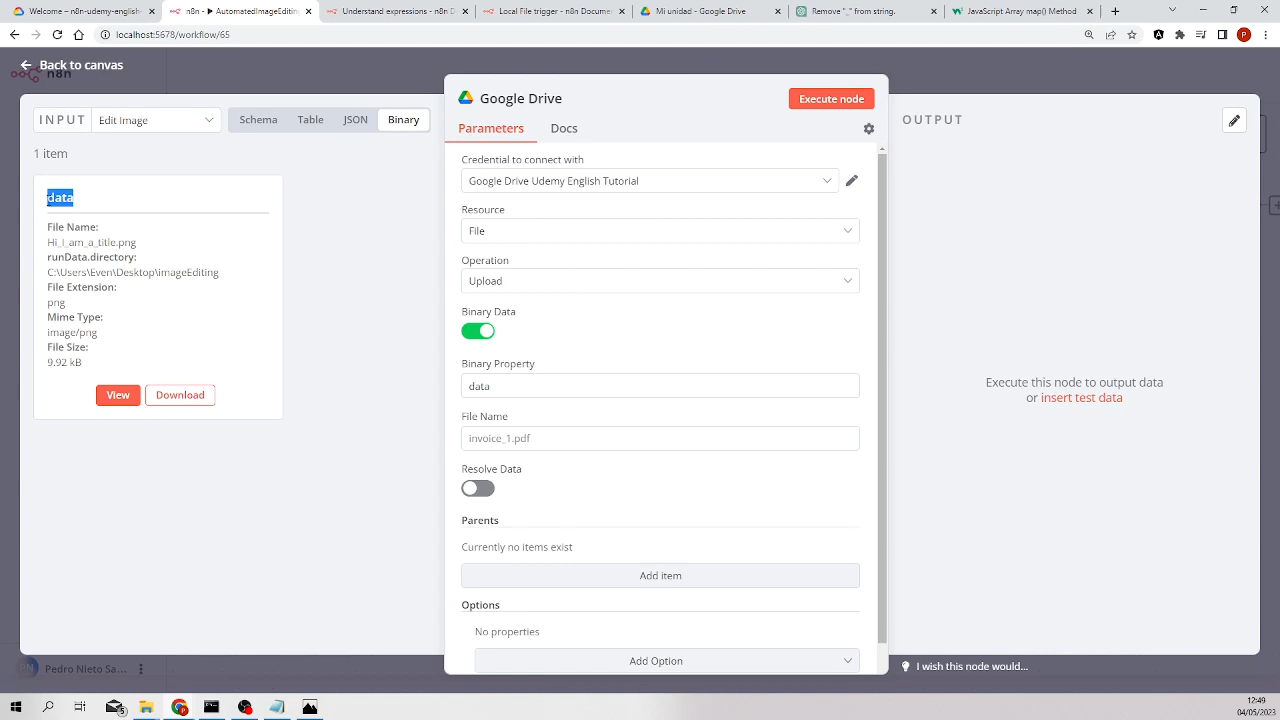 Welcome - n8n-udemy-english-
n8n - ▶ AutomatedImageEditing
Understand expressions - n8n D
Local File trigger - n8n Docume
Mi unidad - Google Drive
Remove "_" from string.
JavaScript Array map() Method
localhost:5678/workflow/65
Back to canvas
n8n
INPUT
Edit Image
Schema
Table
JSON
Binary
1 item
data
File Name:
Hi_I_am_a_title.png
runData.directory:
C:\Users\Even\Desktop\imageEditing
File Extension:
png
Mime Type:
image/png
File Size:
9.92 kB
View
Download
Google Drive
Execute node
Parameters
Docs
Credential to connect with
Google Drive Udemy English Tutorial
Resource
File
Operation
Upload
Binary Data
Binary Property
data
File Name
invoice_1.pdf
Resolve Data
Parents
Currently no items exist
Add item
Options
No properties
Add Option
OUTPUT
Execute this node to output data
or insert test data
I wish this node would...
PN
Pedro Nieto Sa...
P
12:49
04/05/2023